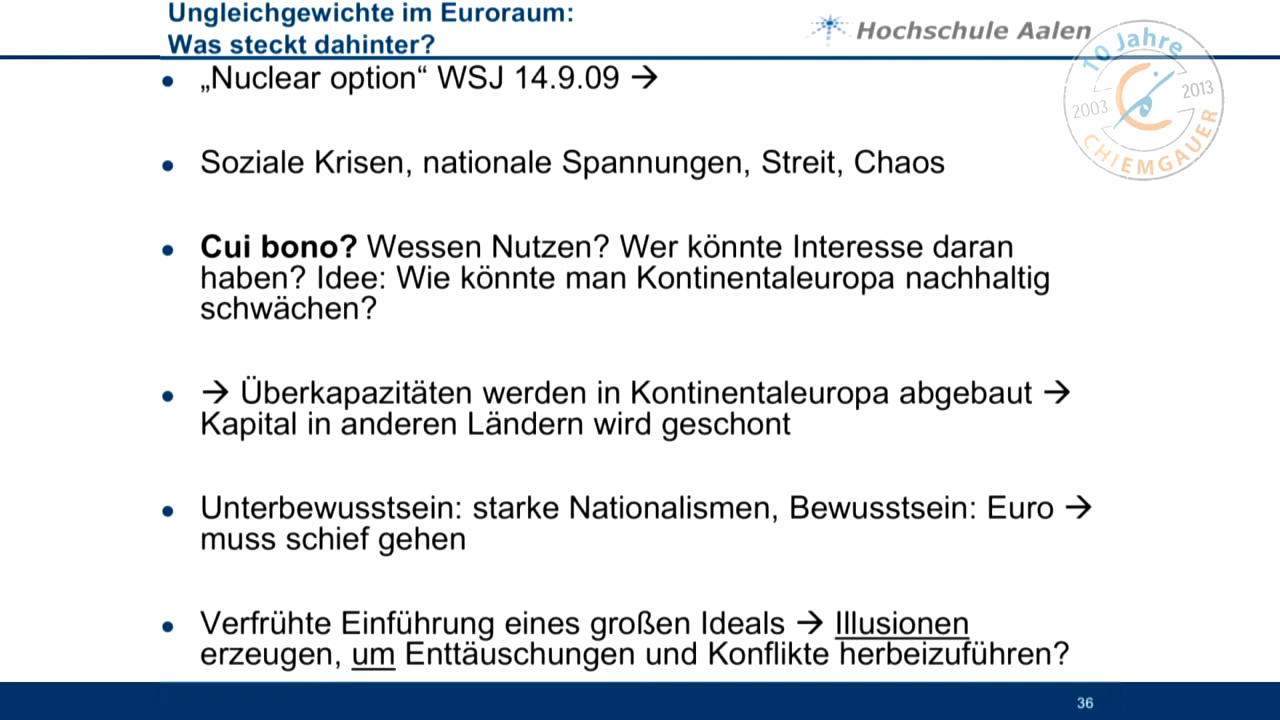 Ungleichgewichte im Euroraum:
Was steckt dahinter?
Hochschule Aalen
10 Jahre
2003
2013
CHIEMGAUER
• „Nuclear option“ WSJ 14.9.09 →
• Soziale Krisen, nationale Spannungen, Streit, Chaos
• Cui bono? Wessen Nutzen? Wer könnte Interesse daran
haben? Idee: Wie könnte man Kontinentaleuropa nachhaltig
schwächen?
• → Überkapazitäten werden in Kontinentaleuropa abgebaut →
Kapital in anderen Ländern wird geschont
• Unterbewusstsein: starke Nationalismen, Bewusstsein: Euro →
muss schief gehen
• Verfrühte Einführung eines großen Ideals → Illusionen
erzeugen, um Enttäuschungen und Konflikte herbeizuführen?
36